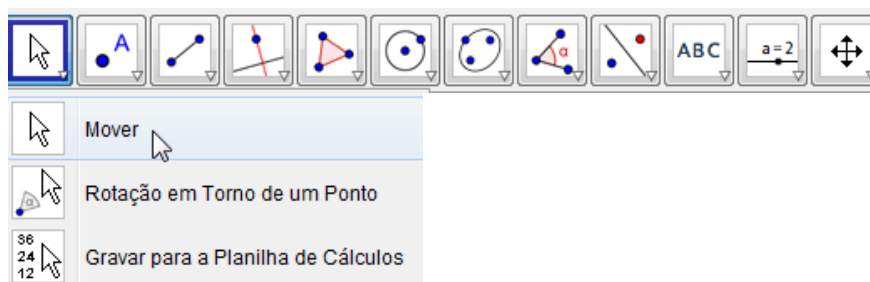 A α ABC a=2
Mover
α
Rotação em Torno de um Ponto
36
24
12
Gravar para a Planilha de Cálculos